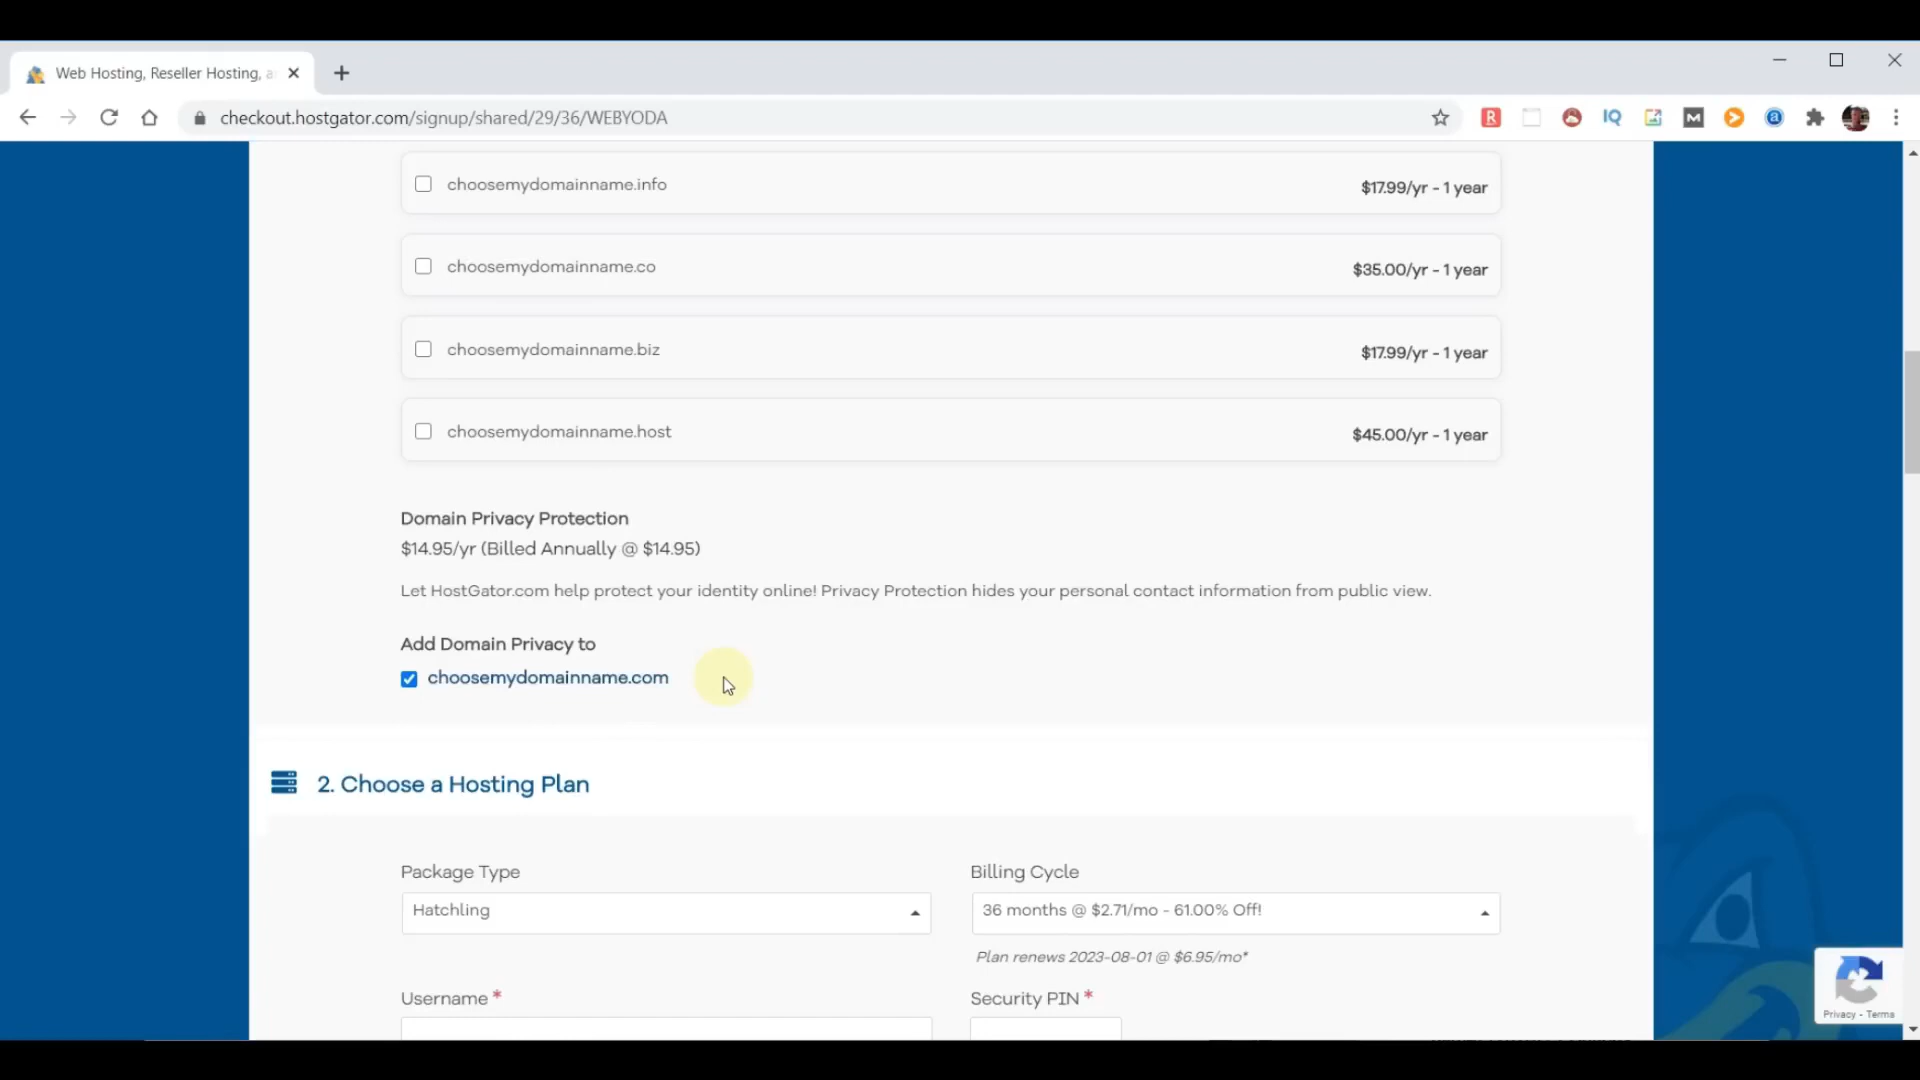 Web Hosting, Reseller Hosting, a
checkout.hostgator.com/signup/shared/29/36/WEBYODA
choosemydomainname.info
$17.99/yr - 1 year
choosemydomainname.co
$35.00/yr - 1 year
choosemydomainname.biz
$17.99/yr - 1 year
choosemydomainname.host
$45.00/yr - 1 year
Domain Privacy Protection
$14.95/yr (Billed Annually @ $14.95)
Let HostGator.com help protect your identity online! Privacy Protection hides your personal contact information from public view.
Add Domain Privacy to
choosemydomainname.com
2. Choose a Hosting Plan
Package Type
Billing Cycle
Hatchling
36 months @ $2.71/mo - 61.00% Off!
Plan renews 2023-08-01 @ $6.95/mo*
Username *
Security PIN *
Privacy - Terms